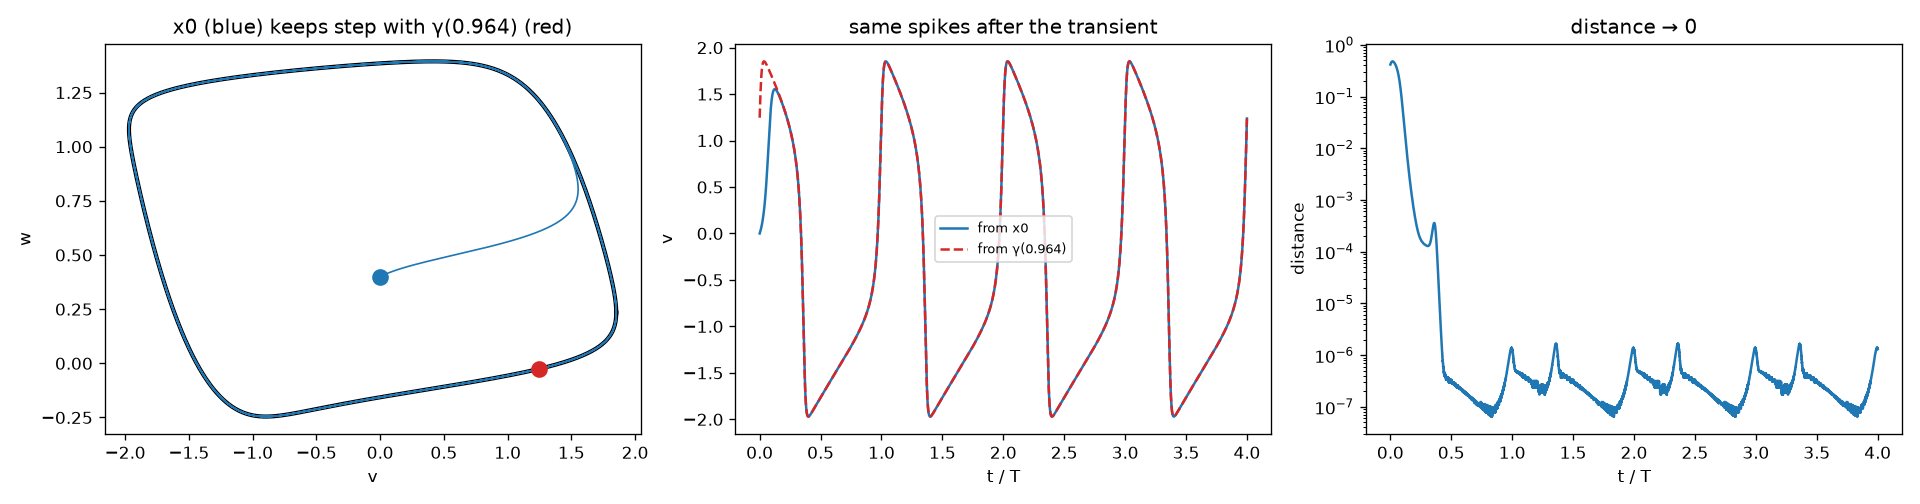 x0 (blue) keeps step with γ(0.964) (red)
w
1.25
1.00
0.75
0.50
0.25
0.00
−0.25
−2.0 −1.5 −1.0 −0.5 0.0 0.5 1.0 1.5 2.0
v
same spikes after the transient
v
2.0
1.5
1.0
0.5
0.0
−0.5
−1.0
−1.5
−2.0
from x0
from γ(0.964)
0.0 0.5 1.0 1.5 2.0 2.5 3.0 3.5 4.0
t / T
distance → 0
distance
10⁰
10⁻¹
10⁻²
10⁻³
10⁻⁴
10⁻⁵
10⁻⁶
10⁻⁷
0.0 0.5 1.0 1.5 2.0 2.5 3.0 3.5 4.0
t / T